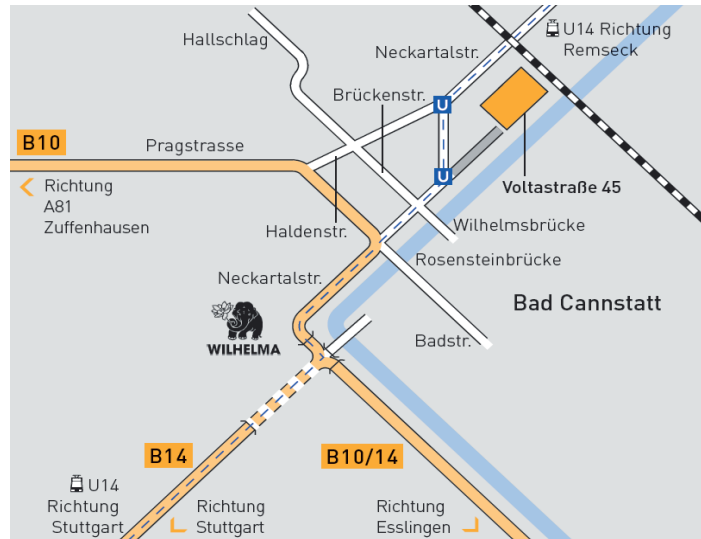 Hallschlag
U14 Richtung
Remseck
Neckartalstr.
Brückenstr.
U
B10
Pragstrasse
Richtung
A81
Zuffenhausen
U
Voltastraße 45
Haldenstr.
Wilhelmsbrücke
Rosensteinbrücke
Neckartalstr.
Bad Cannstatt
WILHELMA
Badstr.
B14
B10/14
U14
Richtung
Stuttgart
Richtung
Stuttgart
Richtung
Esslingen